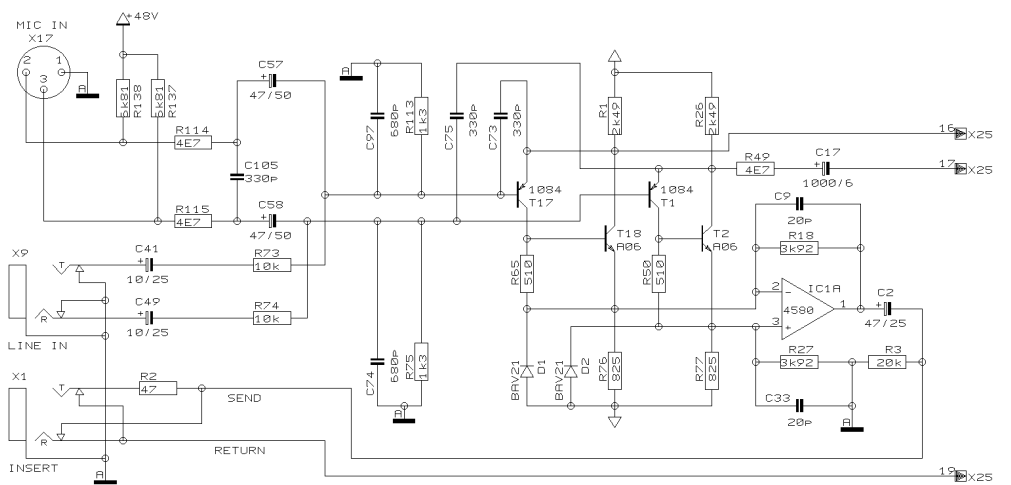 MIC IN
X17
2
1
3
A
+48V
6k81
R138
6k81
R137
R114
4E7
R115
4E7
C57
+
47/50
C105
330p
C58
+
47/50
A
C97
680p
R113
1k3
C75
330p
C73
330p
1084
T17
R1
2k49
R26
2k49
1084
T1
T18
A06
T2
A06
R49
4E7
C17
+
1000/6
16
X25
17
X25
C9
20p
R18
3k92
IC1A
4580
2
-
3
+
1
C2
+
47/25
R27
3k92
R3
20k
C33
20p
A
R65
510
R50
510
BAV21
D1
BAV21
D2
R76
825
R77
825
C74
680p
R75
1k3
A
X9
T
R
LINE IN
C41
+
10/25
R73
10k
C49
+
10/25
R74
10k
X1
T
R
INSERT
R2
47
SEND
RETURN
A
19
X25